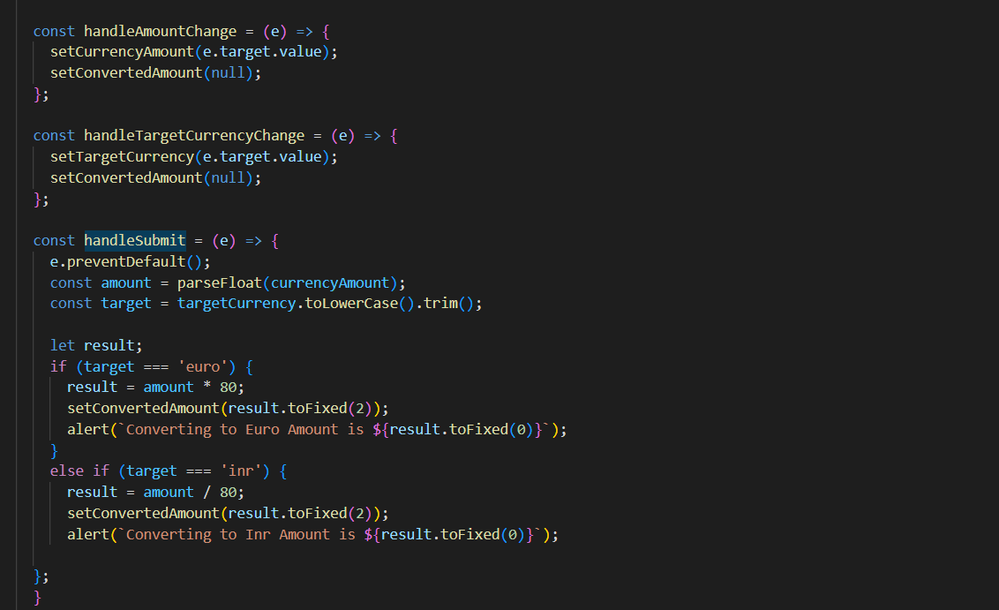 const handleAmountChange = (e) => {
setCurrencyAmount(e.target.value);
setConvertedAmount(null);
};
const handleTargetCurrencyChange = (e) => {
setTargetCurrency(e.target.value);
setConvertedAmount(null);
};
const handleSubmit = (e) => {
e.preventDefault();
const amount = parseFloat(currencyAmount);
const target = targetCurrency.toLowerCase().trim();
let result;
if (target === 'euro') {
result = amount * 80;
setConvertedAmount(result.toFixed(2));
alert(`Converting to Euro Amount is ${result.toFixed(0)}`);
}
else if (target === 'inr') {
result = amount / 80;
setConvertedAmount(result.toFixed(2));
alert(`Converting to Inr Amount is ${result.toFixed(0)}`);
};
}